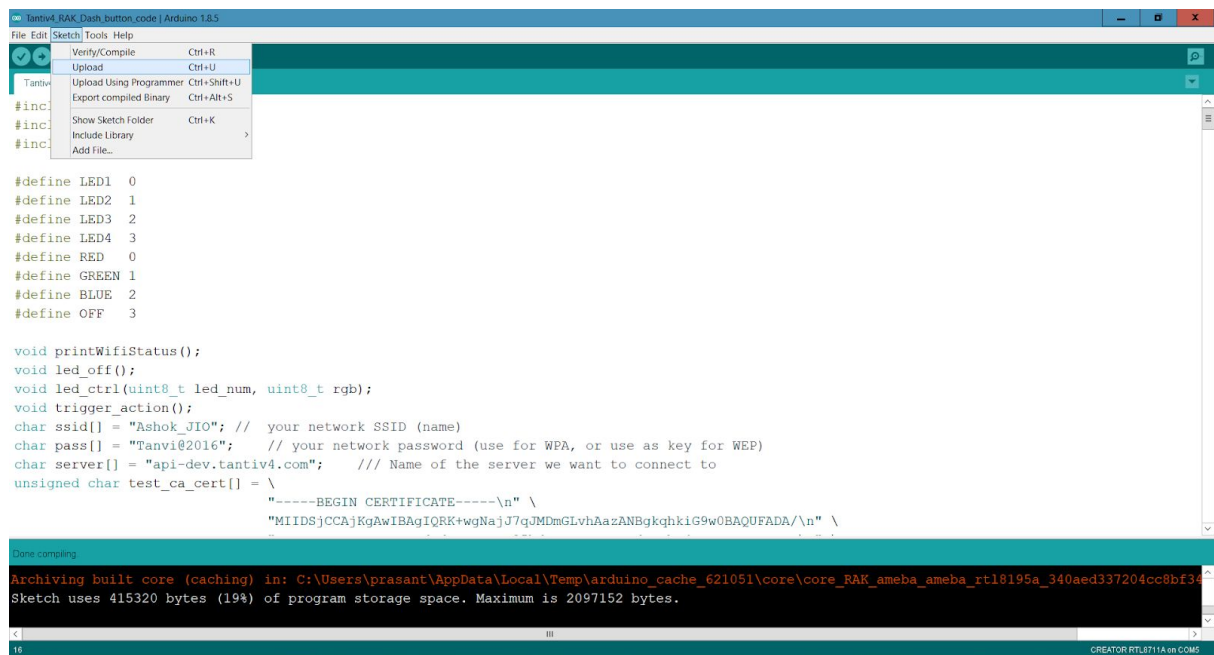 Tantiv4_RAK_Dash_button_code | Arduino 1.8.5
File Edit Sketch Tools Help
Verify/Compile Ctrl+R
Upload Ctrl+U
Upload Using Programmer Ctrl+Shift+U
Export compiled Binary Ctrl+Alt+S
Show Sketch Folder Ctrl+K
Include Library
Add File...
Tantiv
#incl
#incl
#incl
#define LED1 0
#define LED2 1
#define LED3 2
#define LED4 3
#define RED 0
#define GREEN 1
#define BLUE 2
#define OFF 3
void printWifiStatus();
void led_off();
void led_ctrl(uint8_t led_num, uint8_t rgb);
void trigger_action();
char ssid[] = "Ashok_JIO"; // your network SSID (name)
char pass[] = "Tanvi@2016"; // your network password (use for WPA, or use as key for WEP)
char server[] = "api-dev.tantiv4.com"; /// Name of the server we want to connect to
unsigned char test_ca_cert[] = \
"-----BEGIN CERTIFICATE-----\n" \
"MIIDSjCCAjKgAwIBAgIQRK+wgNajJ7qJMDmGLvhAazANBgkqhkiG9w0BAQUFADA/\n" \
Done compiling.
Archiving built core (caching) in: C:\Users\prasant\AppData\Local\Temp\arduino_cache_621051\core\core_RAK_ameba_ameba_rtl8195a_340aed337204cc8bf34
Sketch uses 415320 bytes (19%) of program storage space. Maximum is 2097152 bytes.
16
CREATOR RTL8711A on COM5